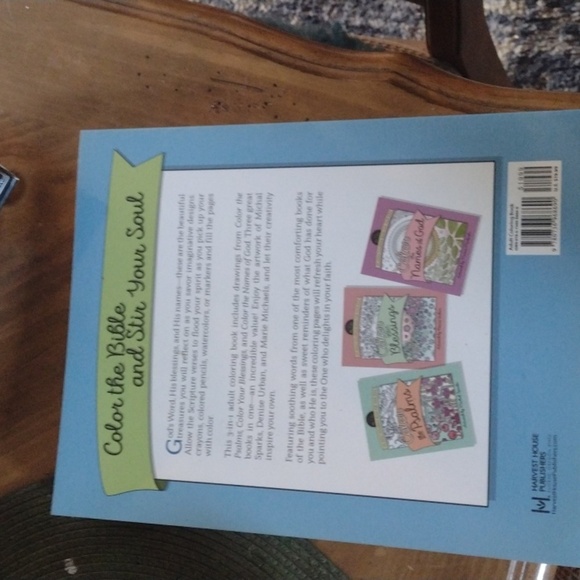 Color the Bible
and Stir Your Soul
God's Word, His blessings, and His names—these are the beautiful
treasures you will reflect on as you savor imaginative designs
Allow the Scripture verses to flood your spirit as you pick up your
crayons, colored pencils, watercolors, or markers and fill the pages
with color.
This 3-in-1 adult coloring book includes drawings from Color the
Psalms, Color Your Blessings, and Color the Names of God. Three great
books in one—an incredible value! Enjoy the artwork of Michal
Sparks, Denise Urban, and Marie Michaels, and let their creativity
inspire your own.
Featuring soothing words from one of the most comforting books
of the Bible, as well as sweet reminders of what God has done for
you and who He is, these coloring pages will refresh your heart while
pointing you to the One who delights in your faith.
the Psalms
Blessings
Names of God
HARVEST HOUSE
PUBLISHERS
HarvestHousePublishers.com
Adult Coloring Book